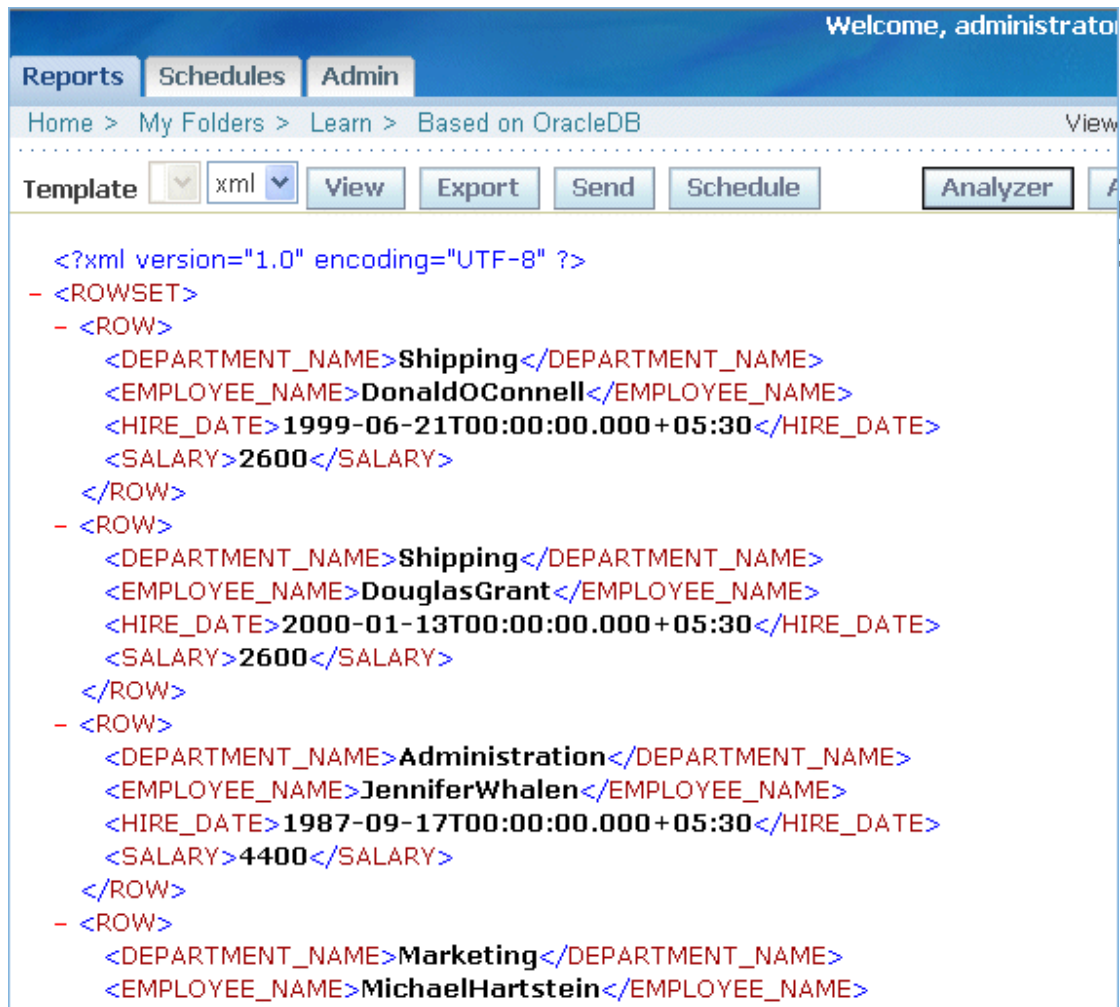 Welcome, administrator
Reports Schedules Admin
Home > My Folders > Learn > Based on OracleDB View
Template xml View Export Send Schedule Analyzer
<?xml version="1.0" encoding="UTF-8" ?>
- <ROWSET>
- <ROW>
<DEPARTMENT_NAME>Shipping</DEPARTMENT_NAME>
<EMPLOYEE_NAME>DonaldOConnell</EMPLOYEE_NAME>
<HIRE_DATE>1999-06-21T00:00:00.000+05:30</HIRE_DATE>
<SALARY>2600</SALARY>
</ROW>
- <ROW>
<DEPARTMENT_NAME>Shipping</DEPARTMENT_NAME>
<EMPLOYEE_NAME>DouglasGrant</EMPLOYEE_NAME>
<HIRE_DATE>2000-01-13T00:00:00.000+05:30</HIRE_DATE>
<SALARY>2600</SALARY>
</ROW>
- <ROW>
<DEPARTMENT_NAME>Administration</DEPARTMENT_NAME>
<EMPLOYEE_NAME>JenniferWhalen</EMPLOYEE_NAME>
<HIRE_DATE>1987-09-17T00:00:00.000+05:30</HIRE_DATE>
<SALARY>4400</SALARY>
</ROW>
- <ROW>
<DEPARTMENT_NAME>Marketing</DEPARTMENT_NAME>
<EMPLOYEE_NAME>MichaelHartstein</EMPLOYEE_NAME>